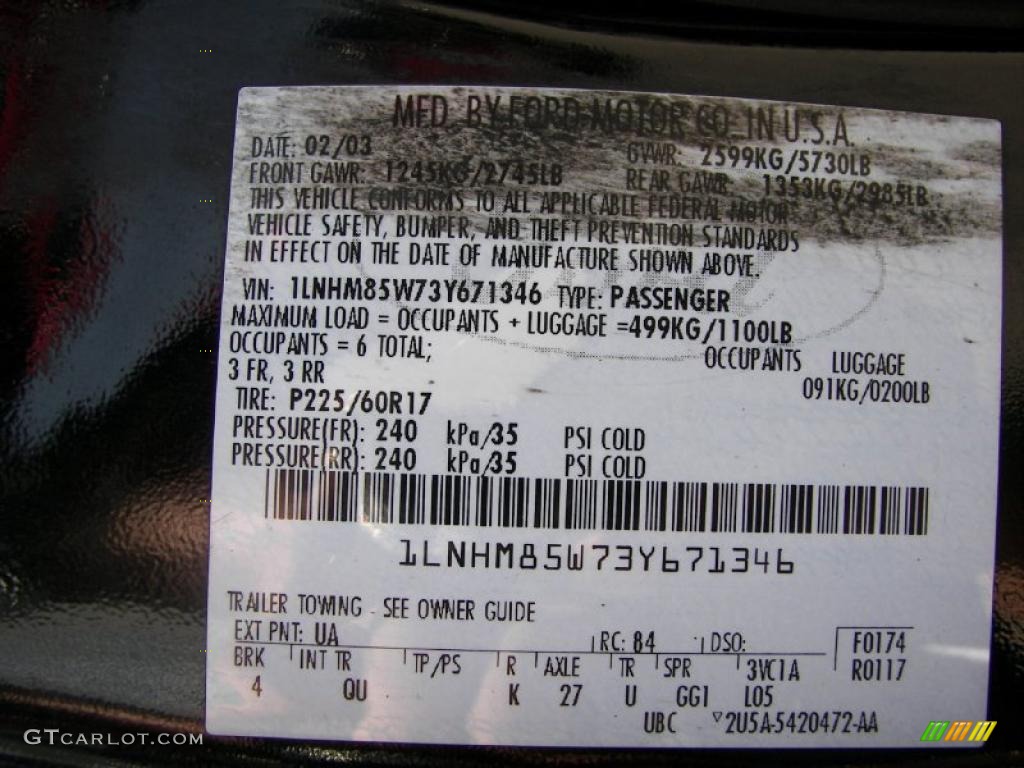 MFD. BY FORD MOTOR CO. IN U.S.A.
DATE: 02/03 GVWR: 2599KG/5730LB
FRONT GAWR: 1245KG/2745LB REAR GAWR: 1353KG/2985LB
THIS VEHICLE CONFORMS TO ALL APPLICABLE FEDERAL MOTOR
VEHICLE SAFETY, BUMPER, AND THEFT PREVENTION STANDARDS
IN EFFECT ON THE DATE OF MANUFACTURE SHOWN ABOVE.
VIN: 1LNHM85W73Y671346 TYPE: PASSENGER
MAXIMUM LOAD = OCCUPANTS + LUGGAGE =499KG/1100LB
OCCUPANTS = 6 TOTAL; OCCUPANTS LUGGAGE
3 FR, 3 RR 091KG/0200LB
TIRE: P225/60R17
PRESSURE(FR): 240 kPa/35 PSI COLD
PRESSURE(RR): 240 kPa/35 PSI COLD
1LNHM85W73Y671346
TRAILER TOWING - SEE OWNER GUIDE
EXT PNT: UA RC: 84 DSO: F0174
BRK INT TR TP/PS R AXLE TR SPR 3VC1A R0117
4 QU K 27 U GG1 L05
UBC ▽2U5A-5420472-AA
GTCARLOT.COM